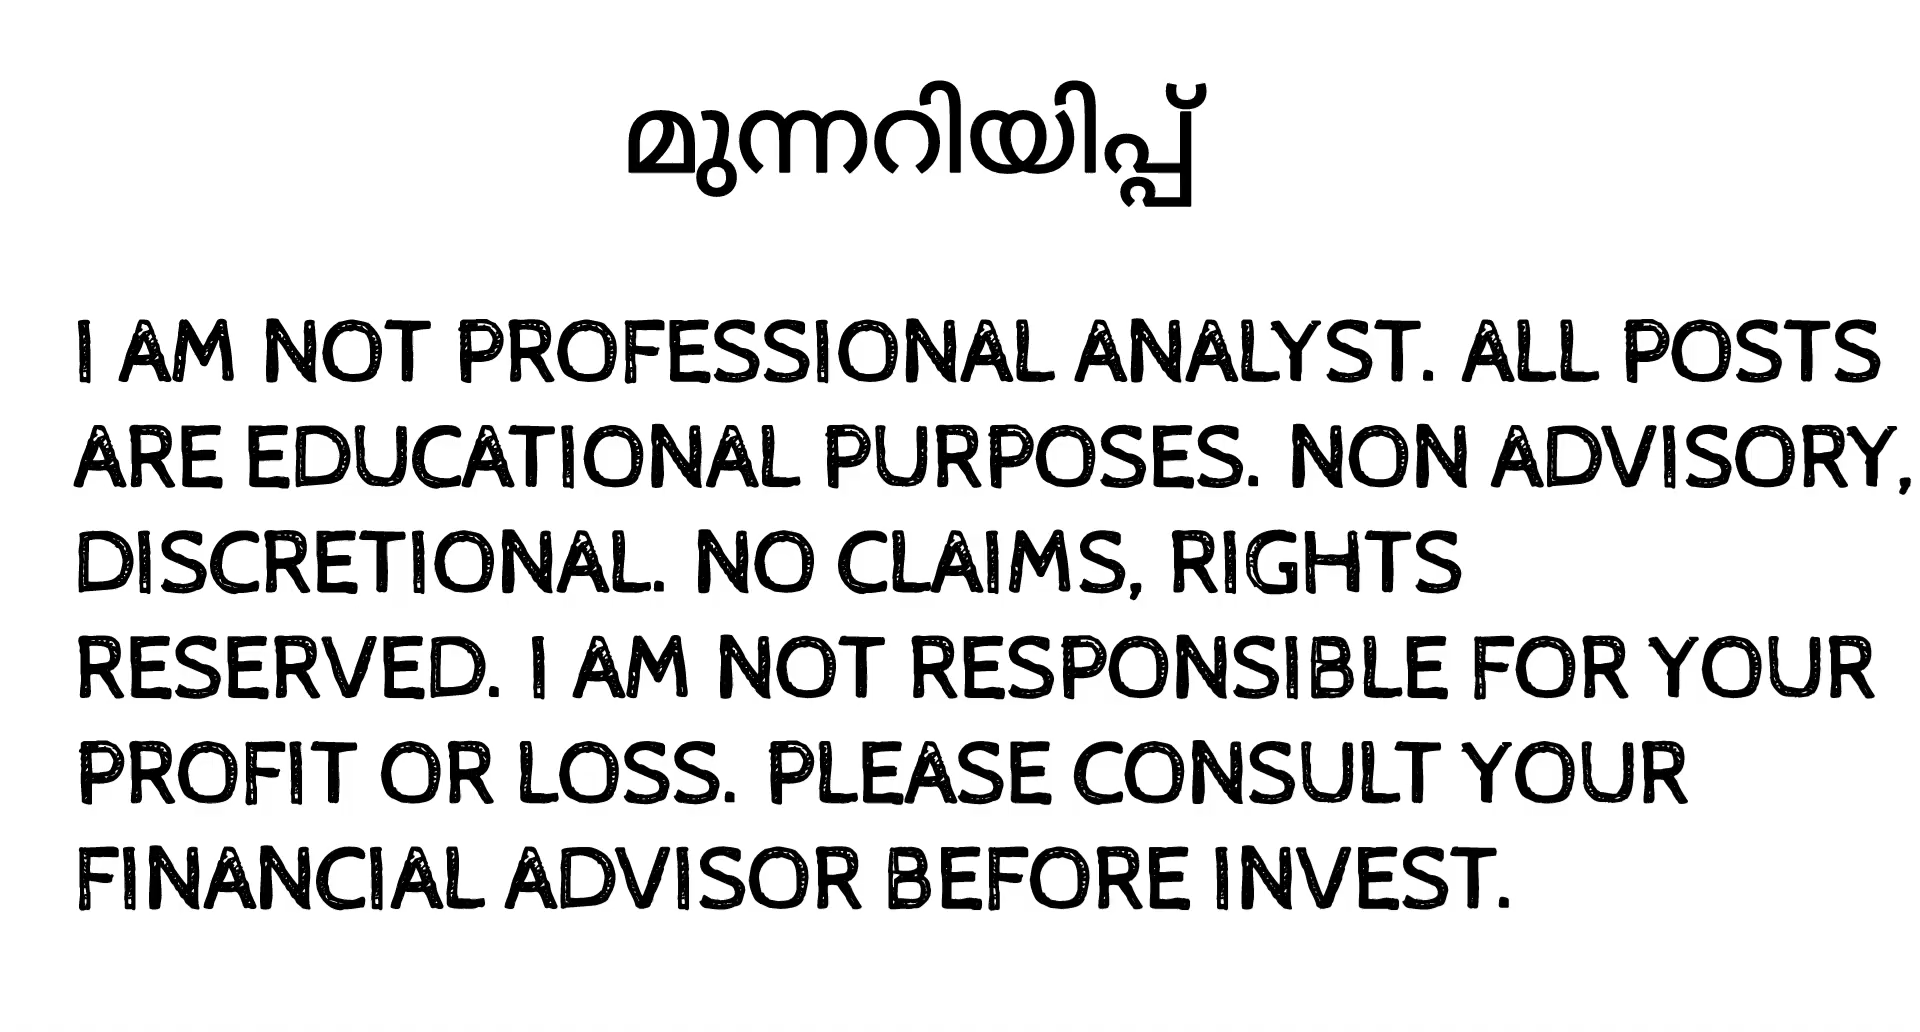 മുന്നറിയിപ്പ്
I AM NOT PROFESSIONAL ANALYST. ALL POSTS
ARE EDUCATIONAL PURPOSES. NON ADVISORY,
DISCRETIONAL. NO CLAIMS, RIGHTS
RESERVED. I AM NOT RESPONSIBLE FOR YOUR
PROFIT OR LOSS. PLEASE CONSULT YOUR
FINANCIAL ADVISOR BEFORE INVEST.